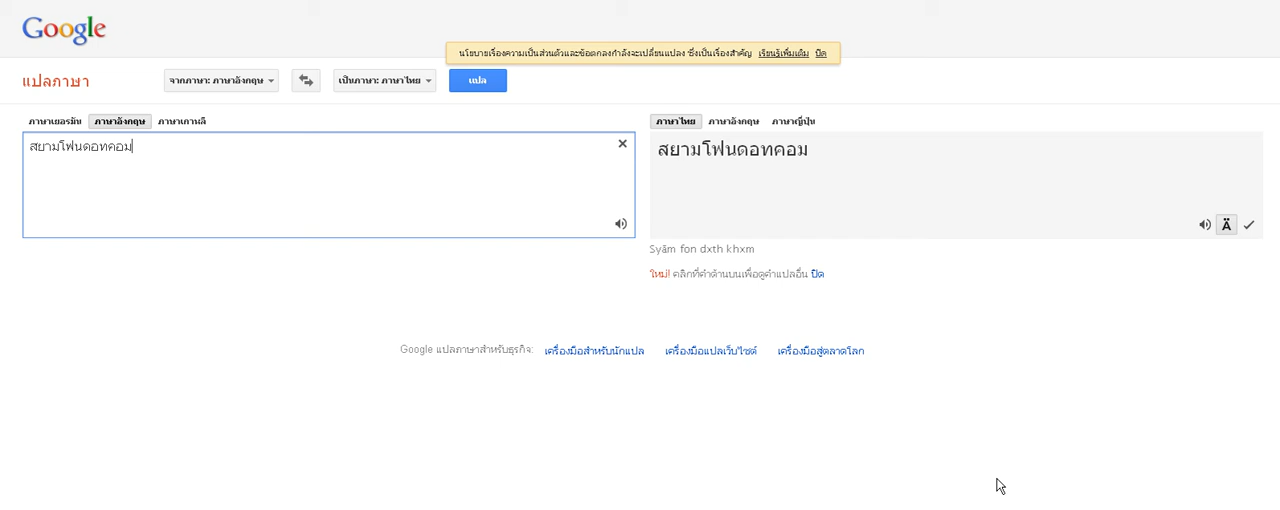 Google
นโยบายเรื่องความเป็นส่วนตัวและข้อตกลงกำลังจะเปลี่ยนแปลง ซึ่งเป็นเรื่องสำคัญ เรียนรู้เพิ่มเติม ปิด
แปลภาษา จากภาษา: ภาษาอังกฤษ เป็นภาษา: ภาษาไทย แปล
ภาษาเยอรมัน ภาษาอังกฤษ ภาษาเกาหลี ภาษาไทย ภาษาอังกฤษ ภาษาญี่ปุ่น
สยามโฟนดอทคอม สยามโฟนดอทคอม
Ä
Syām fon dxth khxm
ใหม่! คลิกที่คำด้านบนเพื่อดูคำแปลอื่น ปิด
Google แปลภาษาสำหรับธุรกิจ: เครื่องมือสำหรับนักแปล เครื่องมือแปลเว็บไซต์ เครื่องมือสู่ตลาดโลก